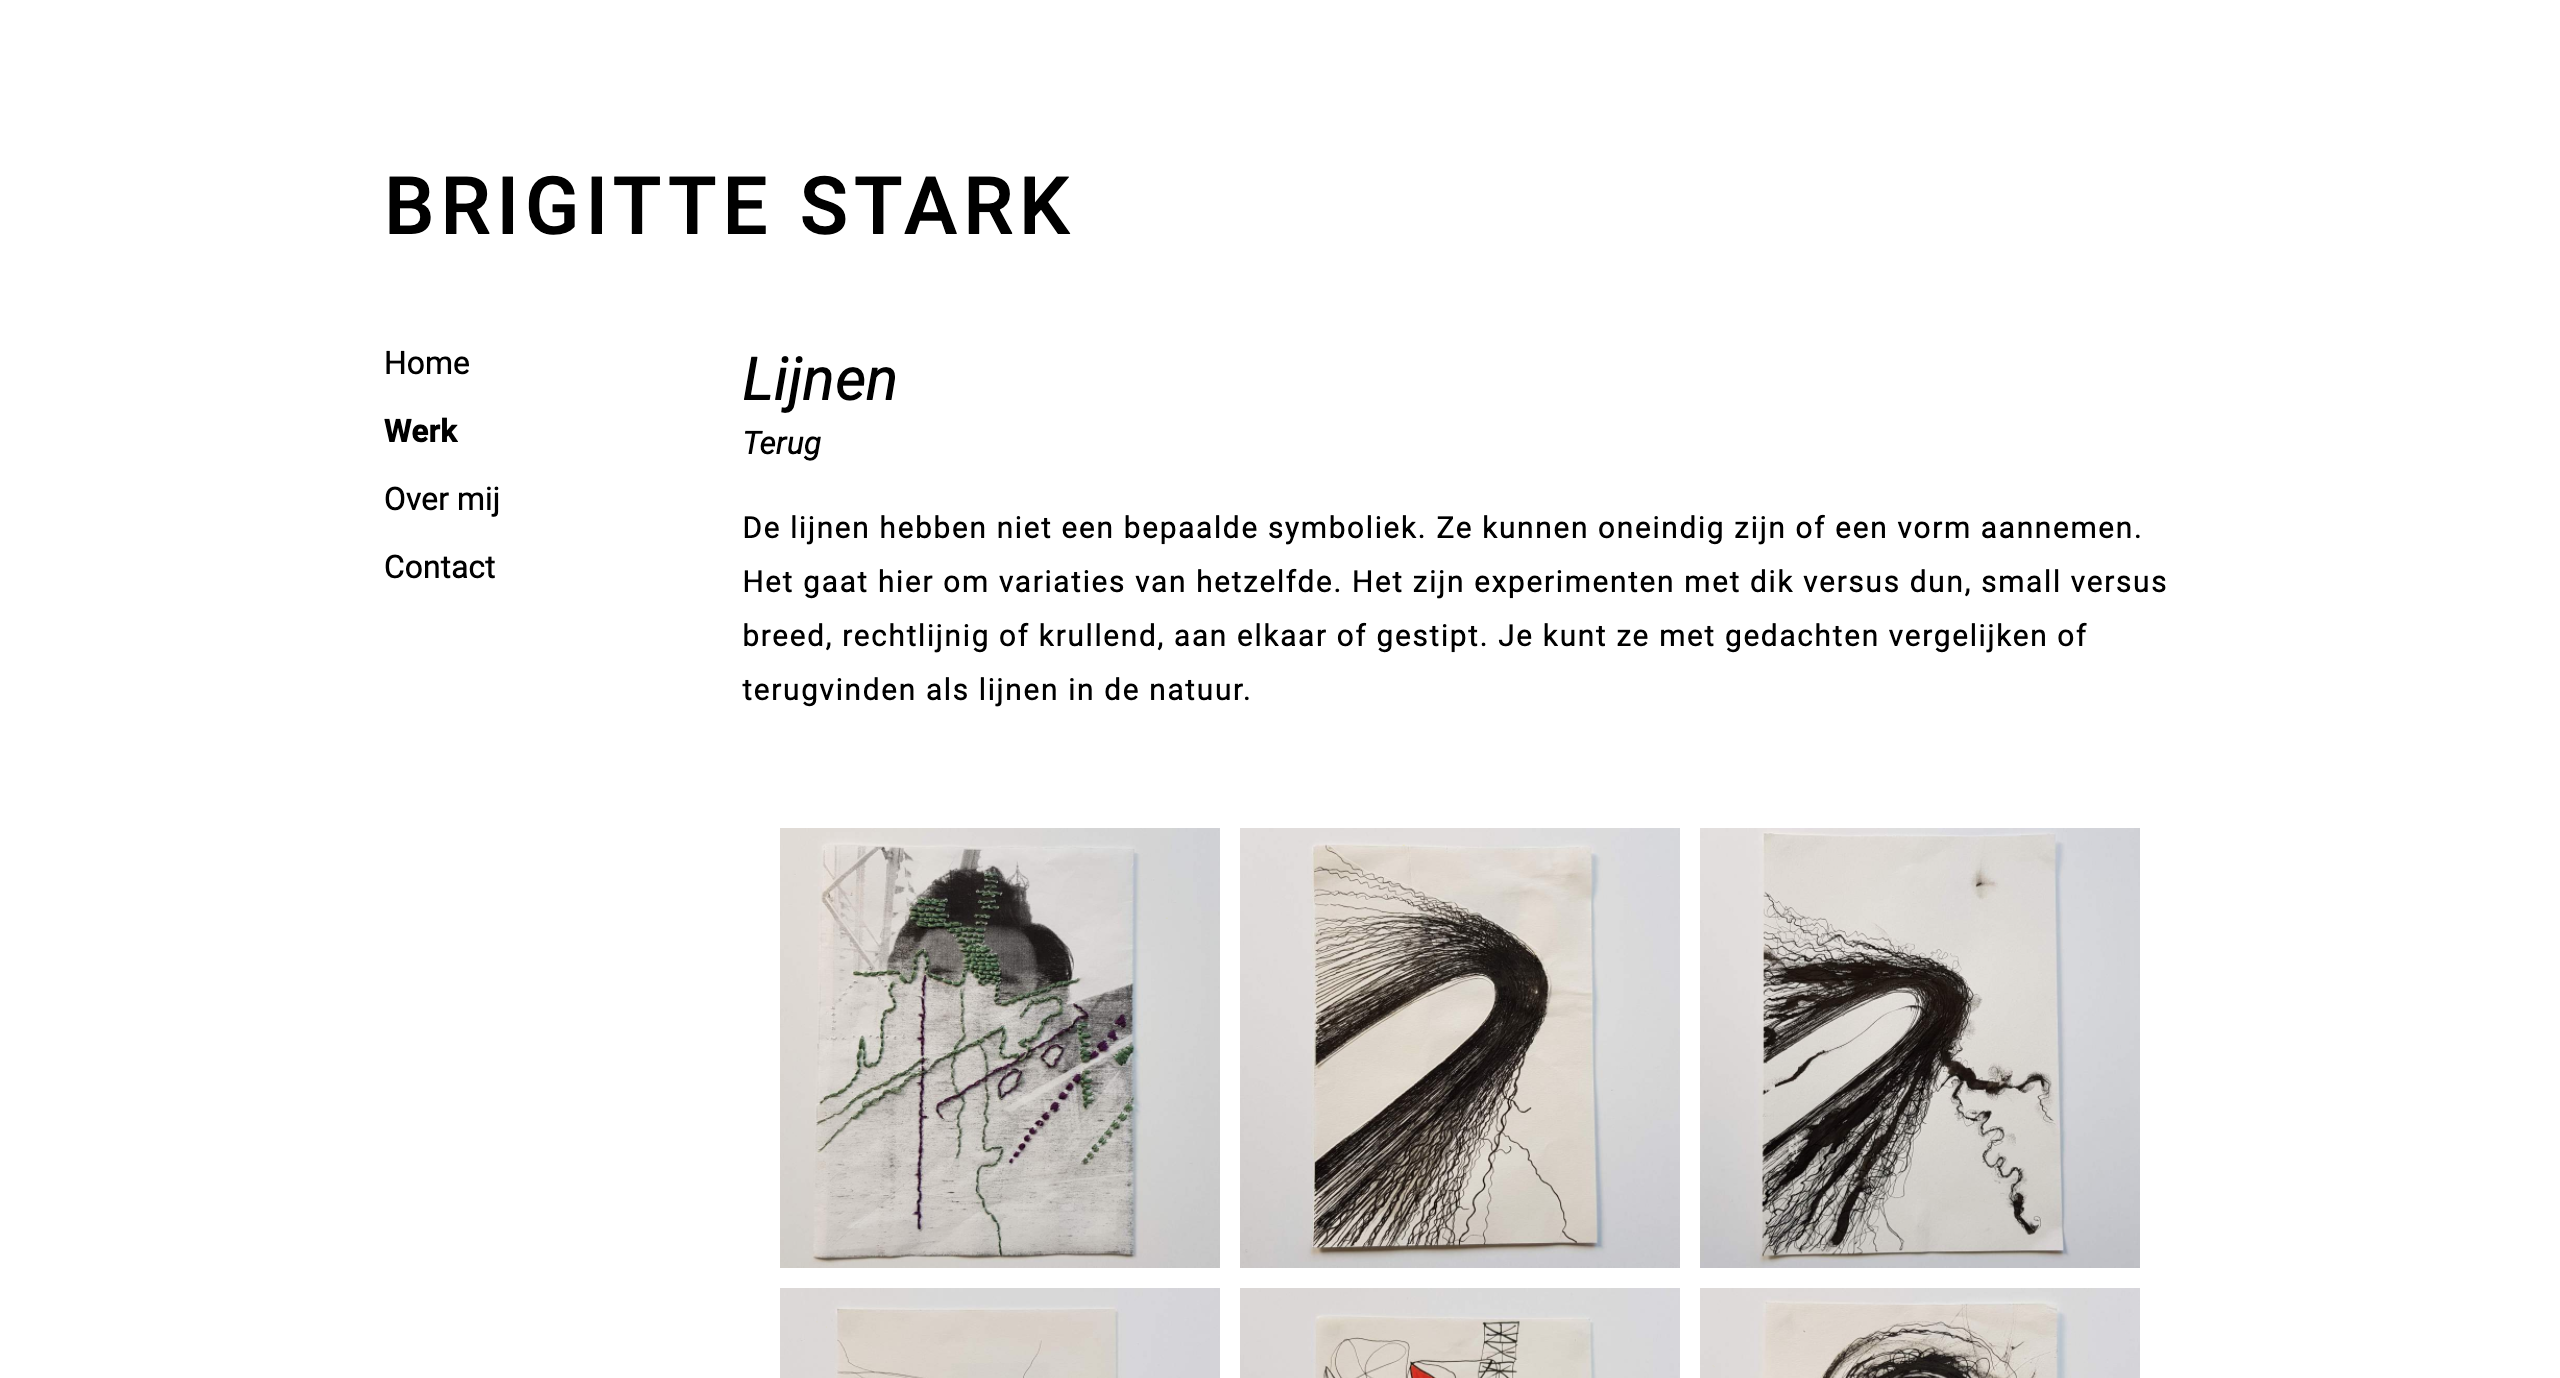 BRIGITTE STARK
Home
Werk
Over mij
Contact
Lijnen
Terug
De lijnen hebben niet een bepaalde symboliek. Ze kunnen oneindig zijn of een vorm aannemen.
Het gaat hier om variaties van hetzelfde. Het zijn experimenten met dik versus dun, small versus
breed, rechtlijnig of krullend, aan elkaar of gestipt. Je kunt ze met gedachten vergelijken of
terugvinden als lijnen in de natuur.